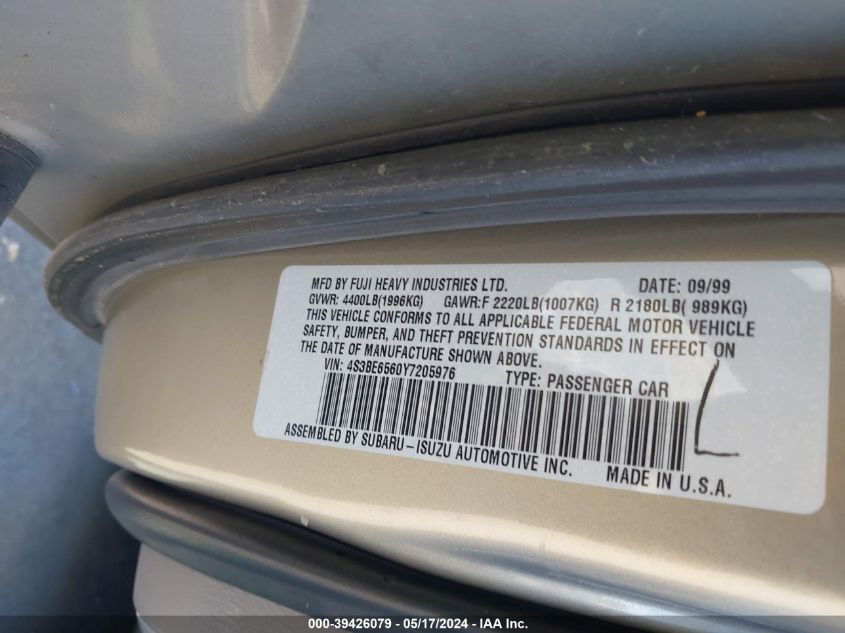 MFD BY FUJI HEAVY INDUSTRIES LTD. DATE: 09/99
GVWR: 4400LB(1996KG) GAWR:F 2220LB(1007KG) R 2180LB( 989KG)
THIS VEHICLE CONFORMS TO ALL APPLICABLE FEDERAL MOTOR VEHICLE
SAFETY, BUMPER, AND THEFT PREVENTION STANDARDS IN EFFECT ON
THE DATE OF MANUFACTURE SHOWN ABOVE.
VIN: 4S3BE6560Y7205976 TYPE: PASSENGER CAR
L
ASSEMBLED BY SUBARU-ISUZU AUTOMOTIVE INC. MADE IN U.S.A.
000-39426079 - 05/17/2024 - IAA Inc.